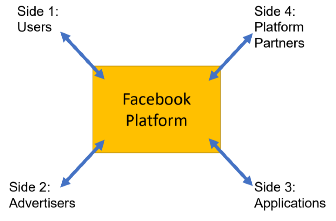 Side 1:
Users
Side 4:
Platform
Partners
Facebook
Platform
Side 2:
Advertisers
Side 3:
Applications